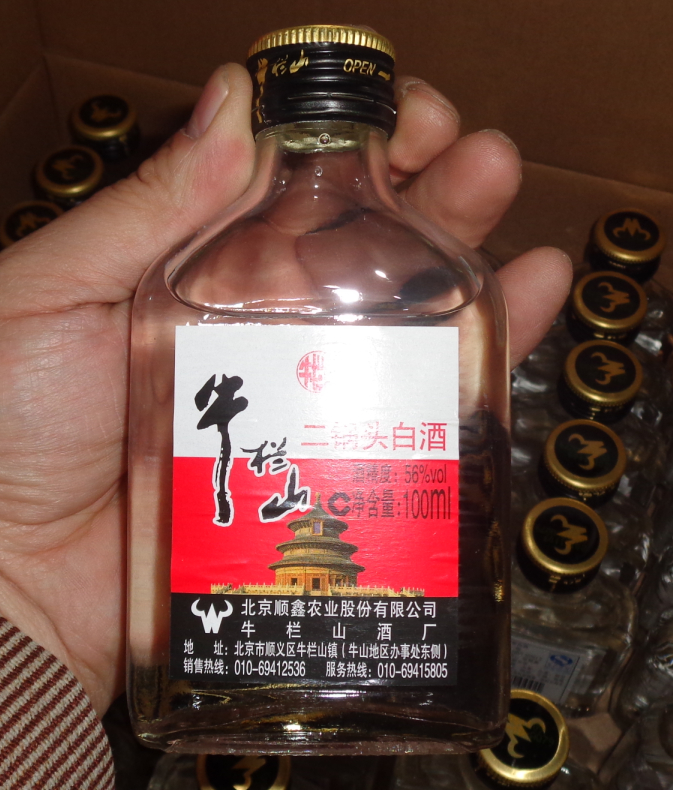 牛栏山 OPEN
牛栏山
二锅头白酒
酒精度：56%vol
净含量：100ml
北京顺鑫农业股份有限公司
牛栏山酒厂
地　址：北京市顺义区牛栏山镇（牛山地区办事处东侧）
销售热线：010-69412536　服务热线：010-69415805